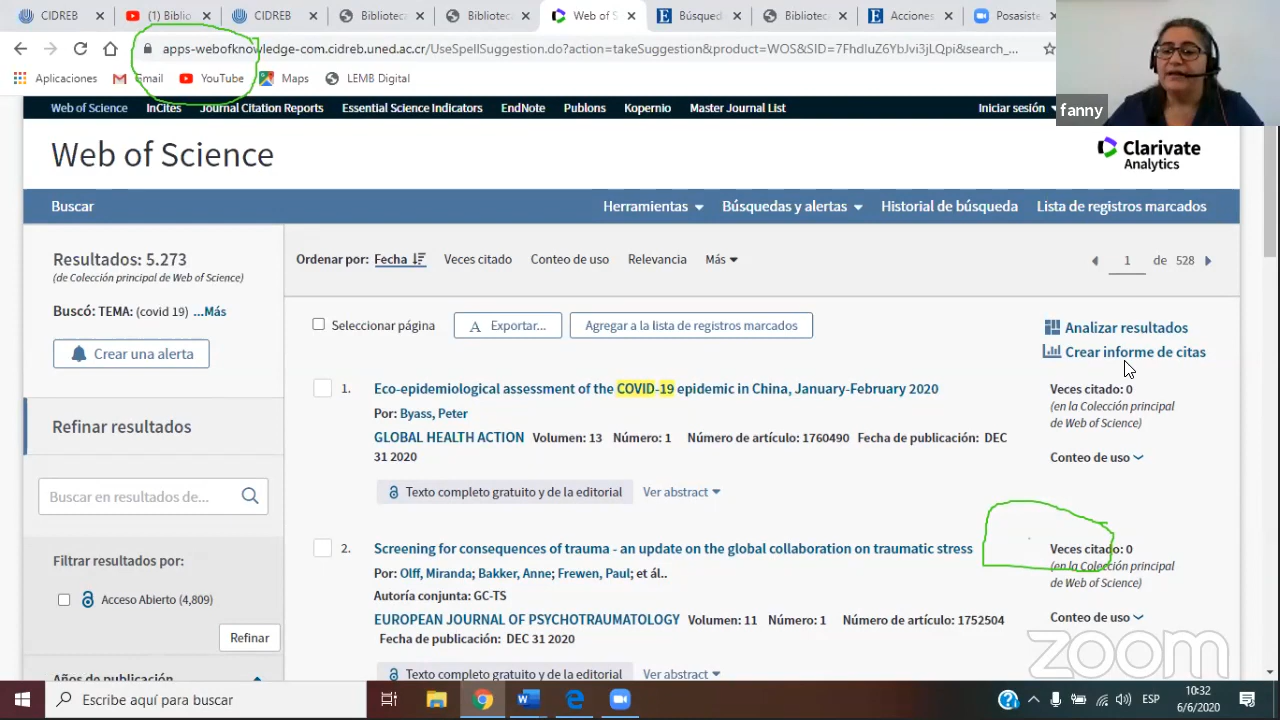 CIDREB
(1) Biblio
CIDREB
Biblioteca
Biblioteca
Web of S
Búsqued
Biblioteca
Acciones
Posasiste
apps-webofknowledge-com.cidreb.uned.ac.cr/UseSpellSuggestion.do?action=takeSuggestion&product=WOS&SID=7FhdluZ6YbJvi3jLQpi&search_...
Aplicaciones Gmail YouTube Maps LEMB Digital
fanny
Web of Science InCites Journal Citation Reports Essential Science Indicators EndNote Publons Kopernio Master Journal List Iniciar sesión
Web of Science
Clarivate
Analytics
Buscar Herramientas Búsquedas y alertas Historial de búsqueda Lista de registros marcados
Resultados: 5.273
(de Colección principal de Web of Science)
Buscó: TEMA: (covid 19) ...Más
Crear una alerta
Refinar resultados
Buscar en resultados de...
Filtrar resultados por:
Acceso Abierto (4,809)
Refinar
Años de publicación
Ordenar por: Fecha Veces citado Conteo de uso Relevancia Más
1 de 528
Seleccionar página Exportar... Agregar a la lista de registros marcados
Analizar resultados
Crear informe de citas
1. Eco-epidemiological assessment of the COVID-19 epidemic in China, January-February 2020
Por: Byass, Peter
GLOBAL HEALTH ACTION Volumen: 13 Número: 1 Número de artículo: 1760490 Fecha de publicación: DEC
31 2020
Texto completo gratuito y de la editorial Ver abstract
Veces citado: 0
(en la Colección principal
de Web of Science)
Conteo de uso
2. Screening for consequences of trauma - an update on the global collaboration on traumatic stress
Por: Olff, Miranda; Bakker, Anne; Frewen, Paul; et ál..
Autoría conjunta: GC-TS
EUROPEAN JOURNAL OF PSYCHOTRAUMATOLOGY Volumen: 11 Número: 1 Número de artículo: 1752504
Fecha de publicación: DEC 31 2020
Texto completo gratuito y de la editorial Ver abstract
Veces citado: 0
(en la Colección principal
de Web of Science)
Conteo de uso
zoom
Escribe aquí para buscar
ESP
10:32
6/6/2020